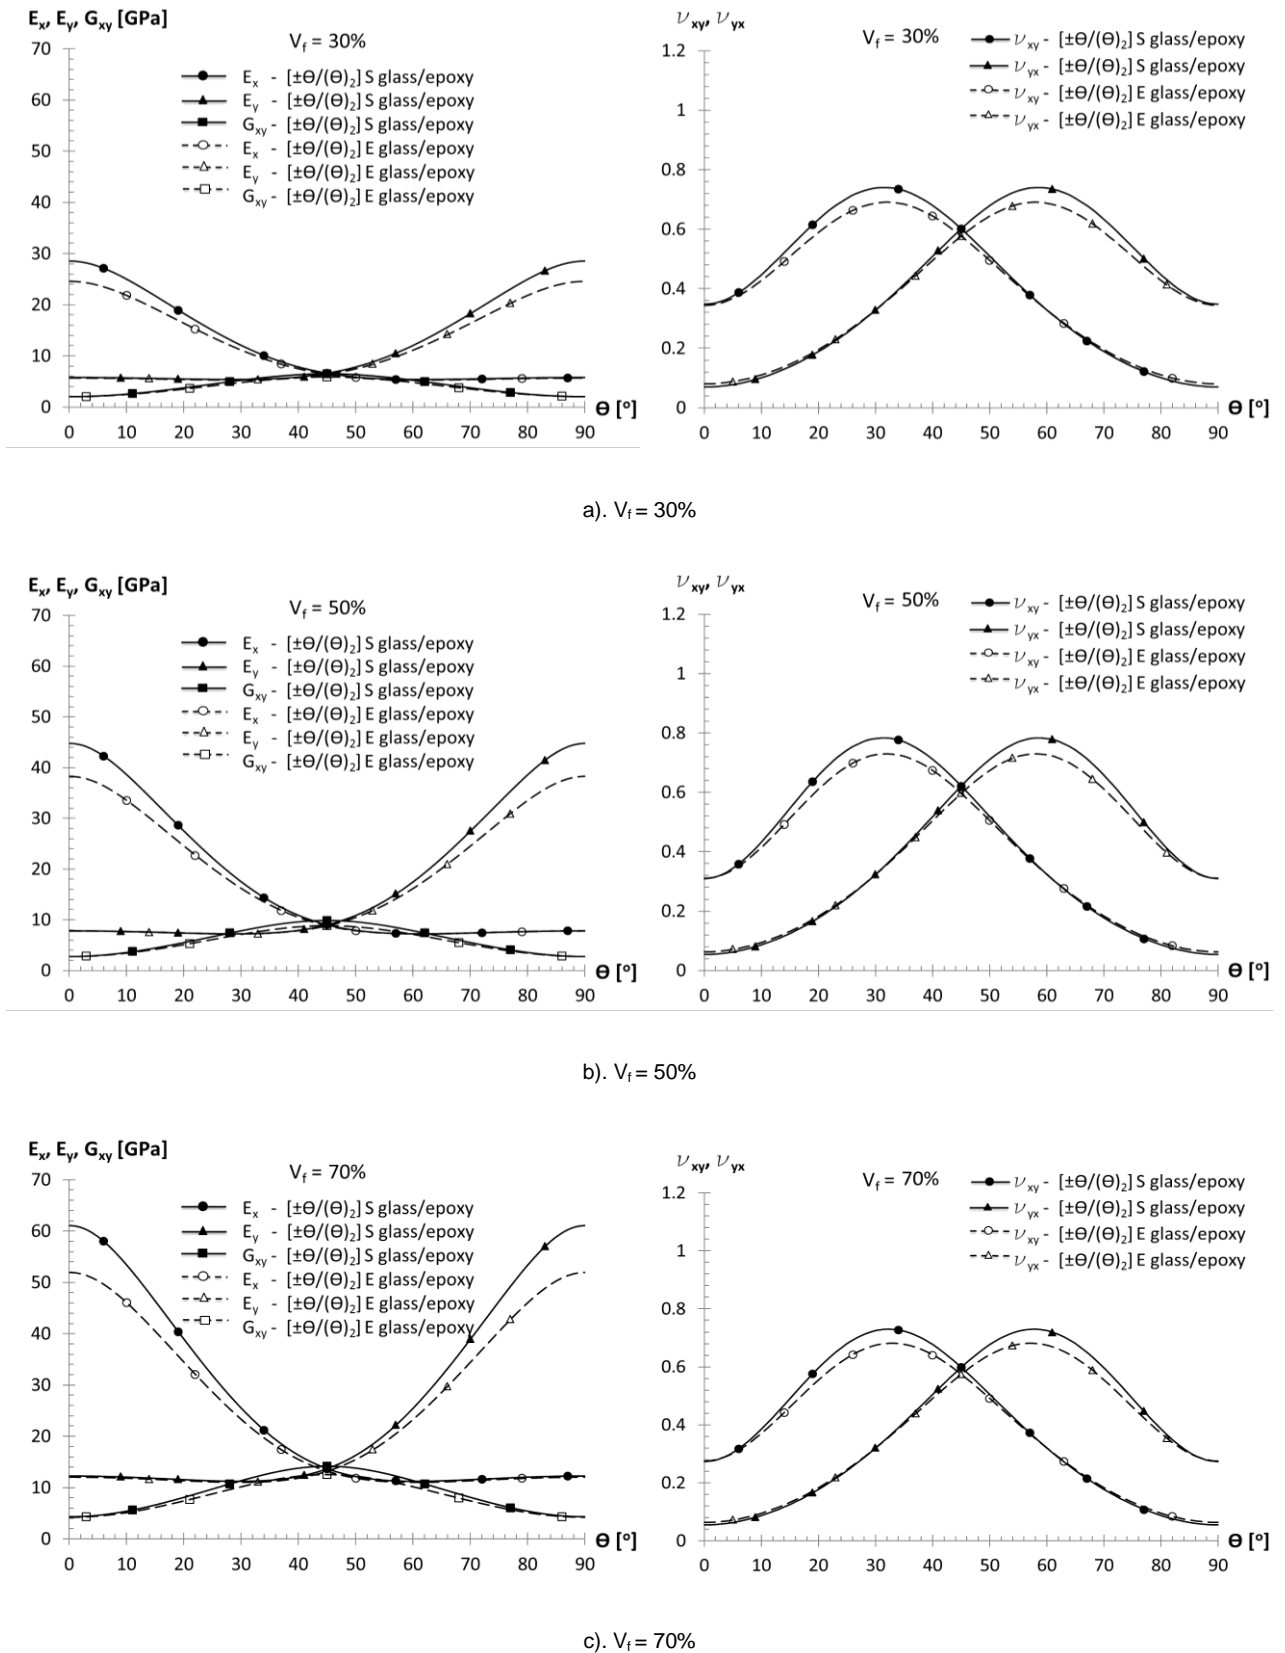 Ex, Ey, Gxy [GPa]
Vf = 30%
70
60
50
40
30
20
10
0
Ex - [±Ө/(Ө)2] S glass/epoxy
Ey - [±Ө/(Ө)2] S glass/epoxy
Gxy - [±Ө/(Ө)2] S glass/epoxy
Ex - [±Ө/(Ө)2] E glass/epoxy
Ey - [±Ө/(Ө)2] E glass/epoxy
Gxy - [±Ө/(Ө)2] E glass/epoxy
Ө [°]
0 10 20 30 40 50 60 70 80 90
νxy, νyx
Vf = 30%
1.2
1
0.8
0.6
0.4
0.2
0
νxy - [±Ө/(Ө)2] S glass/epoxy
νyx - [±Ө/(Ө)2] S glass/epoxy
νxy - [±Ө/(Ө)2] E glass/epoxy
νyx - [±Ө/(Ө)2] E glass/epoxy
Ө [°]
0 10 20 30 40 50 60 70 80 90
a). Vf = 30%
Ex, Ey, Gxy [GPa]
Vf = 50%
70
60
50
40
30
20
10
0
Ex - [±Ө/(Ө)2] S glass/epoxy
Ey - [±Ө/(Ө)2] S glass/epoxy
Gxy - [±Ө/(Ө)2] S glass/epoxy
Ex - [±Ө/(Ө)2] E glass/epoxy
Ey - [±Ө/(Ө)2] E glass/epoxy
Gxy - [±Ө/(Ө)2] E glass/epoxy
Ө [°]
0 10 20 30 40 50 60 70 80 90
νxy, νyx
Vf = 50%
1.2
1
0.8
0.6
0.4
0.2
0
νxy - [±Ө/(Ө)2] S glass/epoxy
νyx - [±Ө/(Ө)2] S glass/epoxy
νxy - [±Ө/(Ө)2] E glass/epoxy
νyx - [±Ө/(Ө)2] E glass/epoxy
Ө [°]
0 10 20 30 40 50 60 70 80 90
b). Vf = 50%
Ex, Ey, Gxy [GPa]
Vf = 70%
70
60
50
40
30
20
10
0
Ex - [±Ө/(Ө)2] S glass/epoxy
Ey - [±Ө/(Ө)2] S glass/epoxy
Gxy - [±Ө/(Ө)2] S glass/epoxy
Ex - [±Ө/(Ө)2] E glass/epoxy
Ey - [±Ө/(Ө)2] E glass/epoxy
Gxy - [±Ө/(Ө)2] E glass/epoxy
Ө [°]
0 10 20 30 40 50 60 70 80 90
νxy, νyx
Vf = 70%
1.2
1
0.8
0.6
0.4
0.2
0
νxy - [±Ө/(Ө)2] S glass/epoxy
νyx - [±Ө/(Ө)2] S glass/epoxy
νxy - [±Ө/(Ө)2] E glass/epoxy
νyx - [±Ө/(Ө)2] E glass/epoxy
Ө [°]
0 10 20 30 40 50 60 70 80 90
c). Vf = 70%